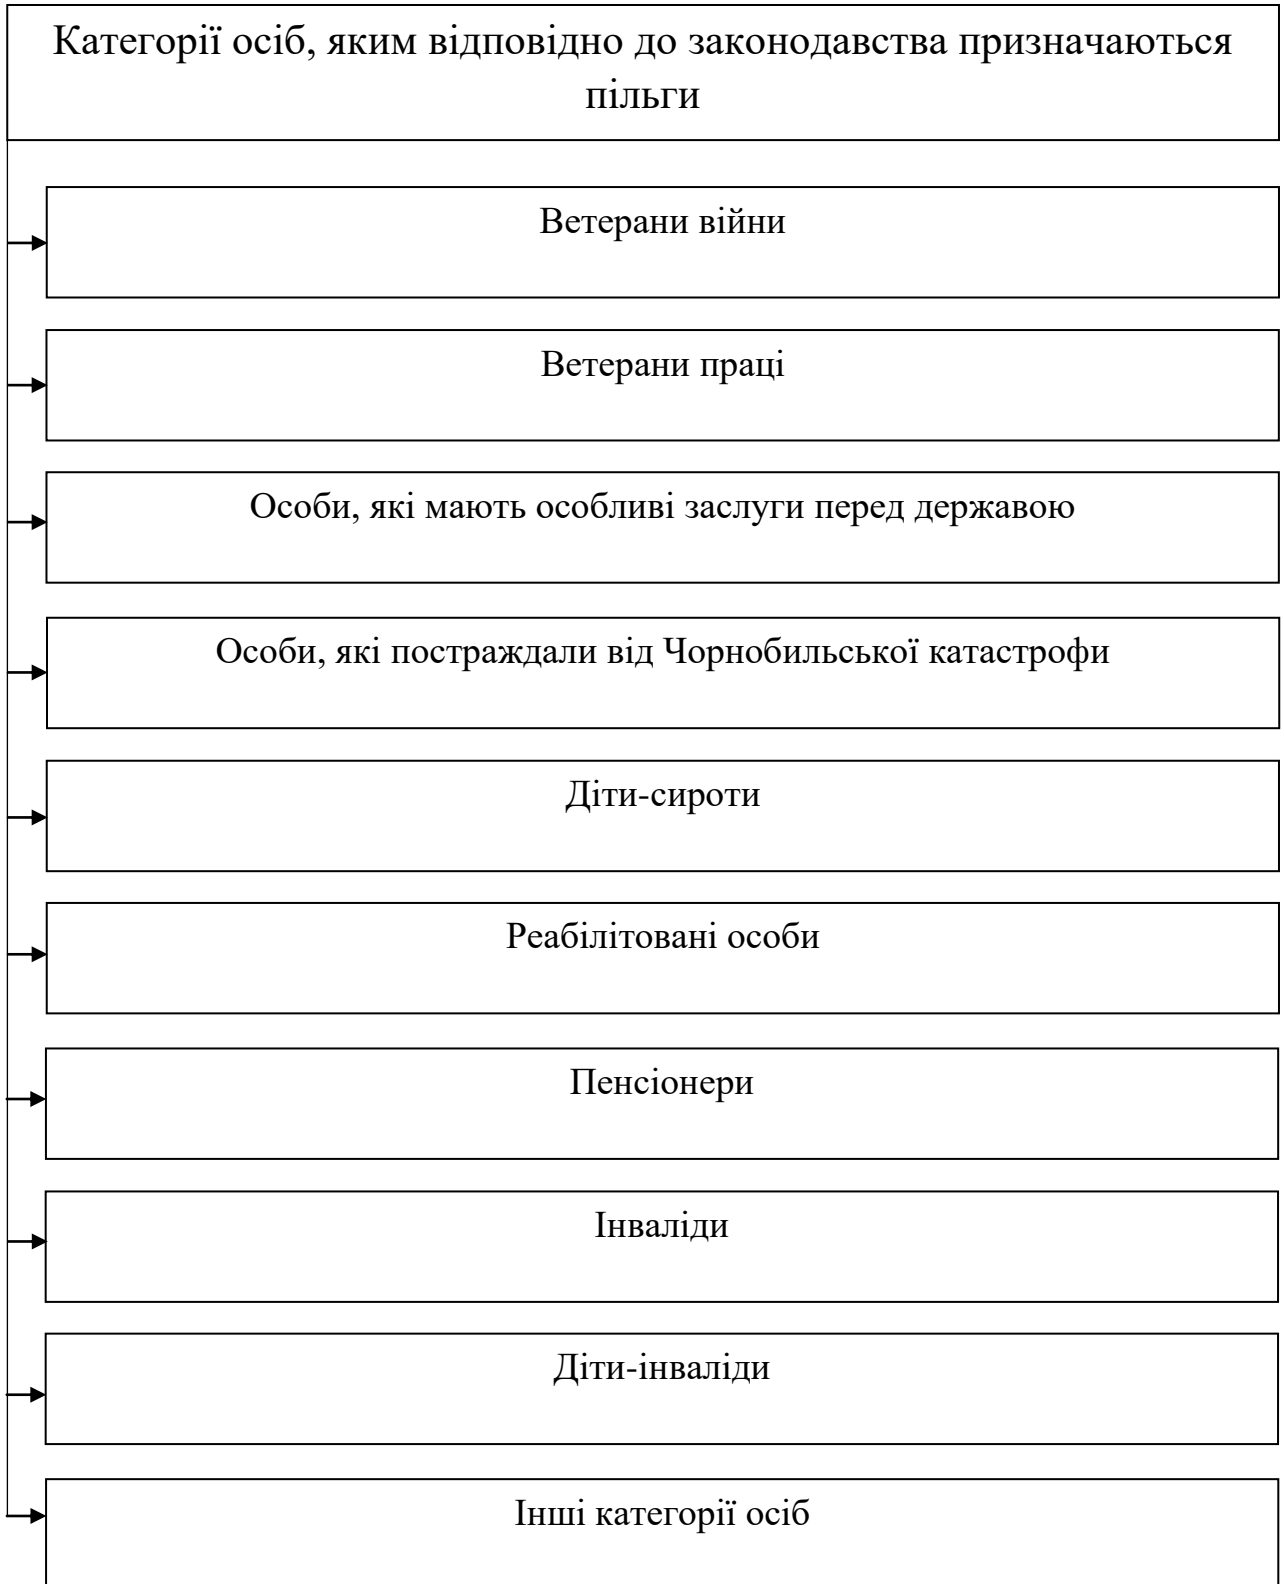 Категорії осіб, яким відповідно до законодавства призначаються
пільги
Ветерани війни
Ветерани праці
Особи, які мають особливі заслуги перед державою
Особи, які постраждали від Чорнобильської катастрофи
Діти-сироти
Реабілітовані особи
Пенсіонери
Інваліди
Діти-інваліди
Інші категорії осіб